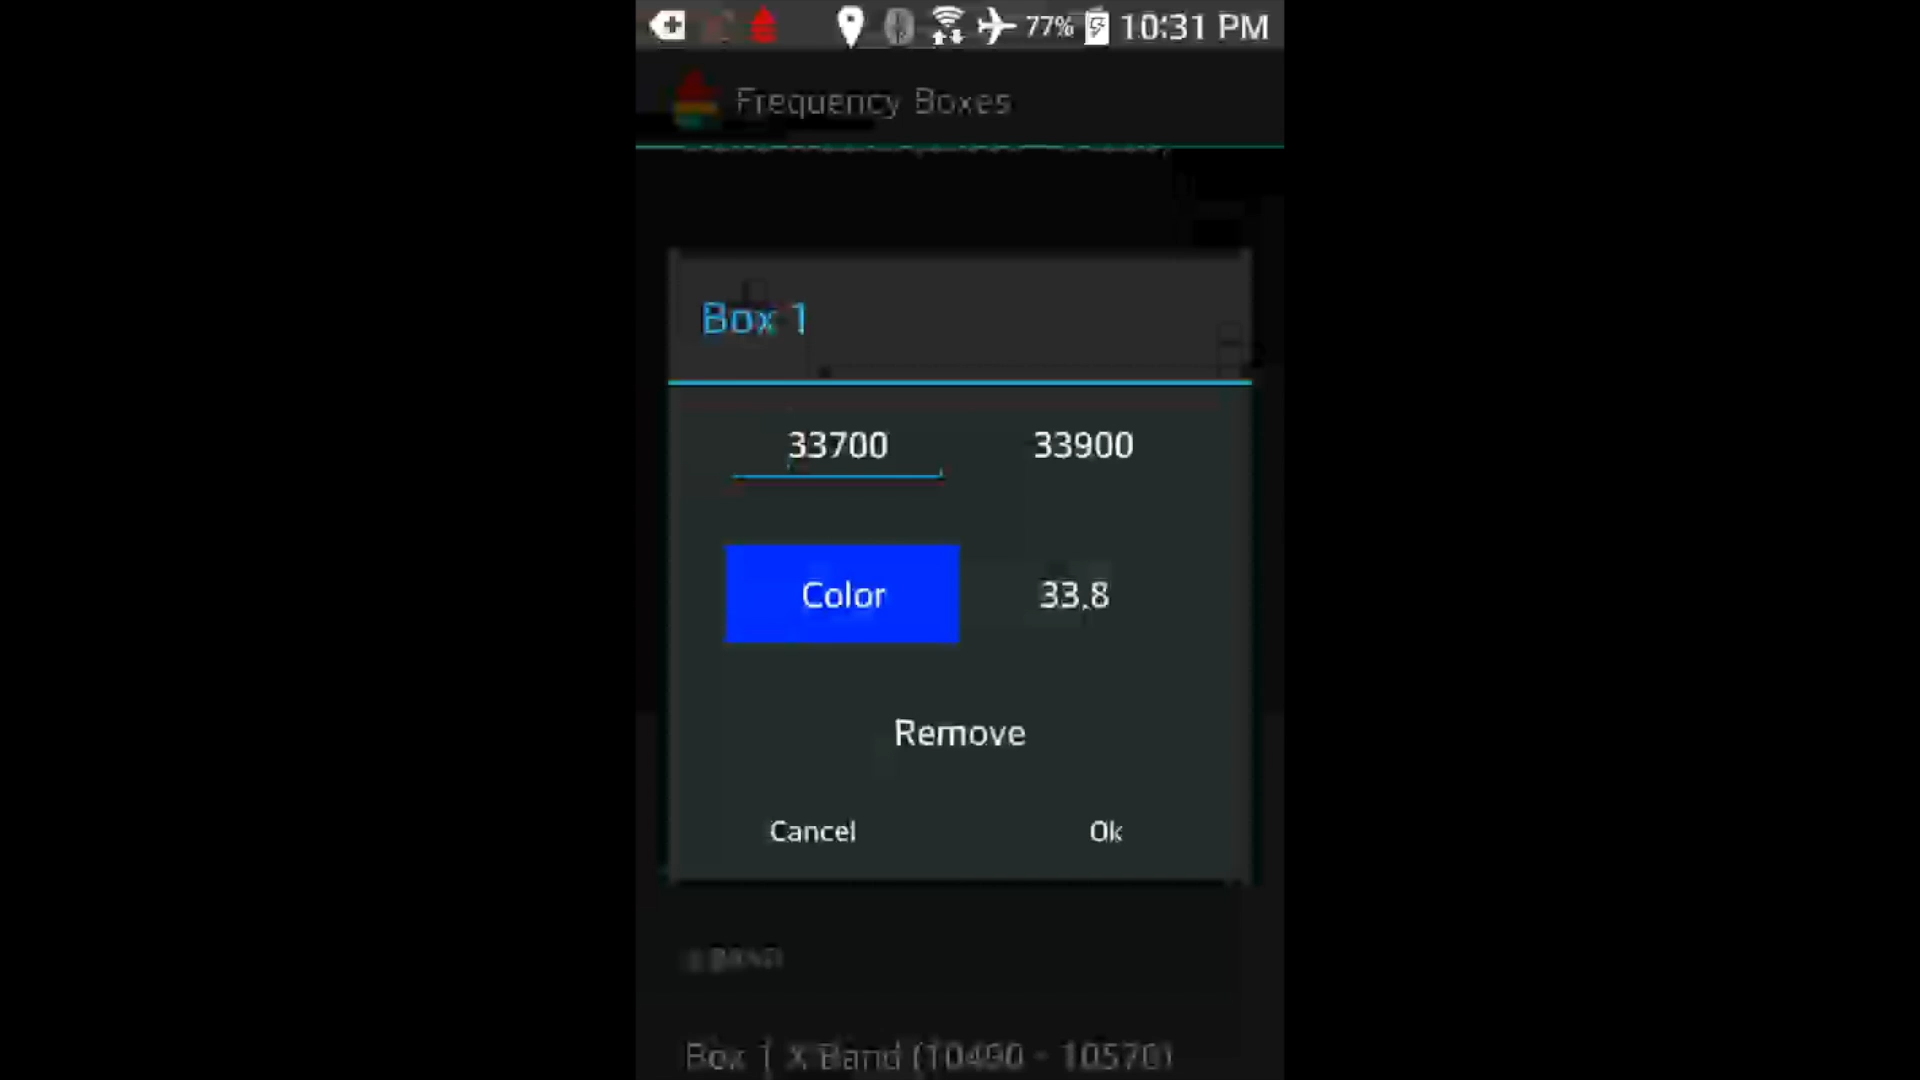 77% 10:31 PM
Frequency Boxes
Box 1
33700 33900
Color 33.8
Remove
Cancel Ok
BAND
Box 1 X Band (10490 - 10570)